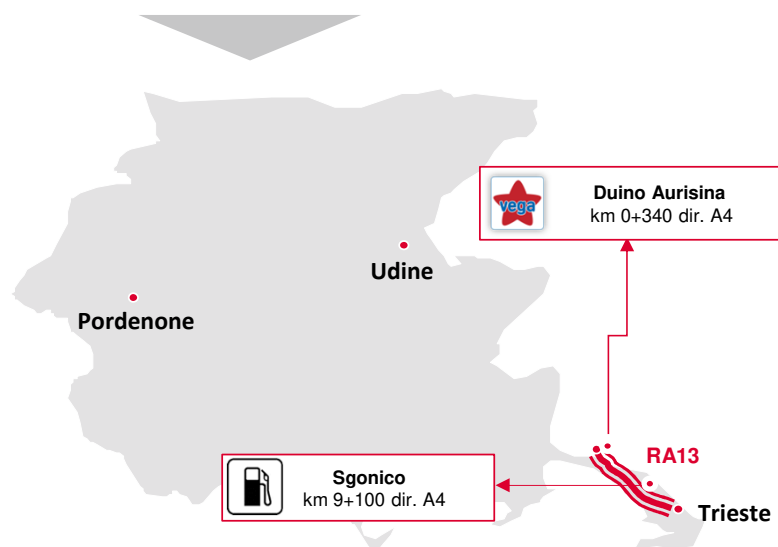 vega
Duino Aurisina
km 0+340 dir. A4
Udine
Pordenone
RA13
Sgonico
km 9+100 dir. A4
Trieste